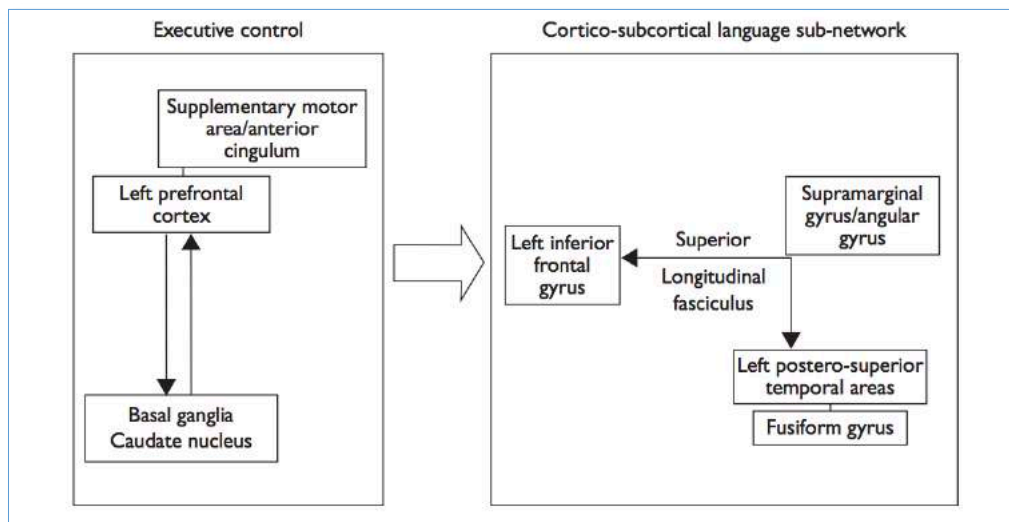 Executive control
Supplementary motor
area/anterior
cingulum
Left prefrontal
cortex
Basal ganglia
Caudate nucleus
Cortico-subcortical language sub-network
Left inferior
frontal
gyrus
Superior
Longitudinal
fasciculus
Supramarginal
gyrus/angular
gyrus
Left postero-superior
temporal areas
Fusiform gyrus